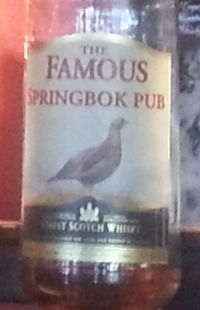 THE
FAMOUS
SPRINGBOK PUB
FINEST SCOTCH WHISKY